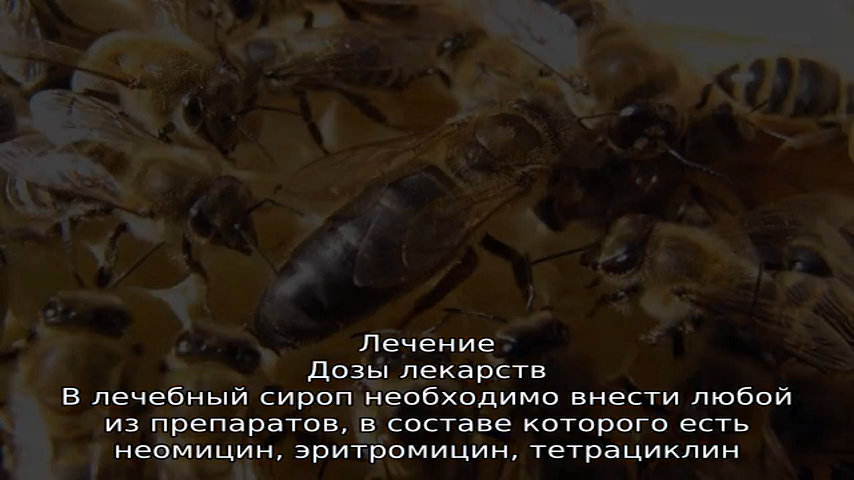 Лечение
Дозы лекарств
В лечебный сироп необходимо внести любой
из препаратов, в составе которого есть
неомицин, эритромицин, тетрациклин